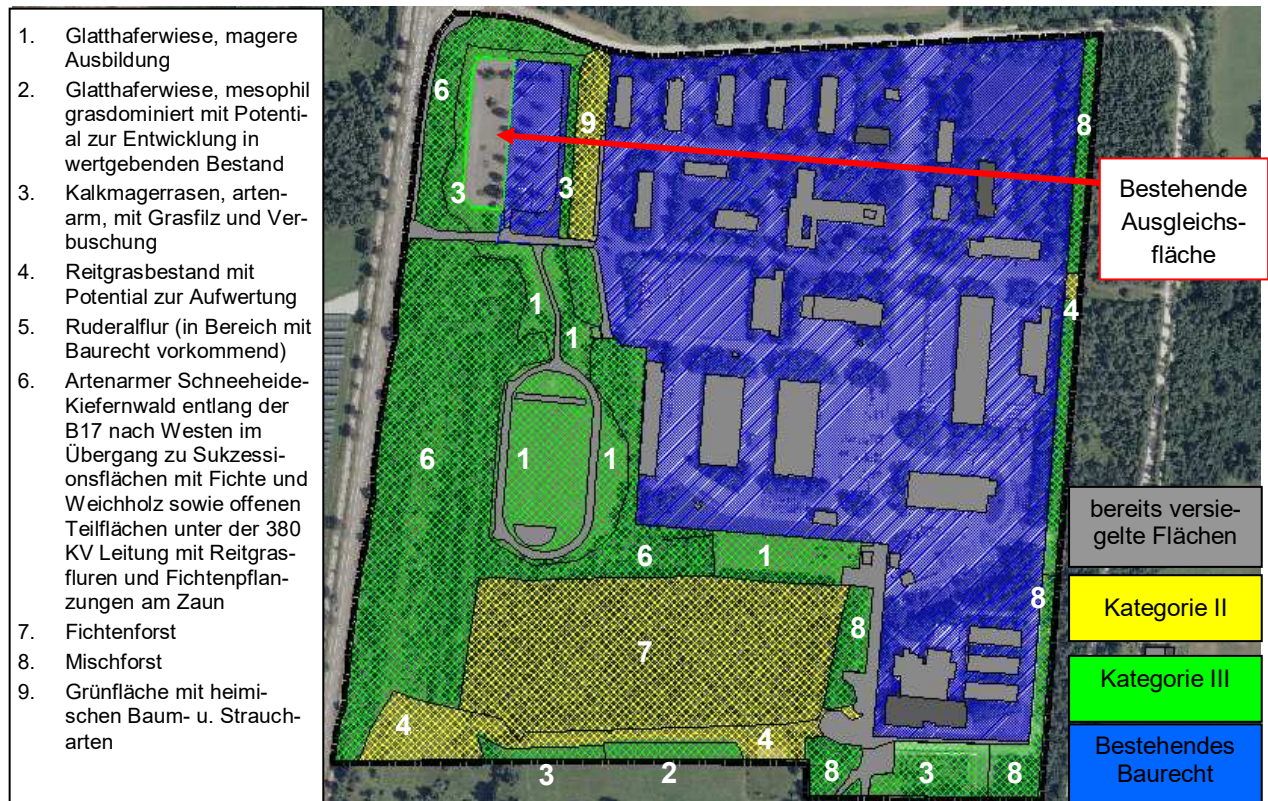 1. Glatthaferwiese, magere
Ausbildung
2. Glatthaferwiese, mesophil
grasdominiert mit Potenti-
al zur Entwicklung in
wertgebenden Bestand
3. Kalkmagerrasen, arten-
arm, mit Grasfilz und Ver-
buschung
4. Reitgrasbestand mit
Potential zur Aufwertung
5. Ruderalflur (in Bereich mit
Baurecht vorkommend)
6. Artenarmer Schneeheide-
Kiefernwald entlang der
B17 nach Westen im
Übergang zu Sukzessi-
onsflächen mit Fichte und
Weichholz sowie offenen
Teilflächen unter der 380
KV Leitung mit Reitgras-
fluren und Fichtenpflan-
zungen am Zaun
7. Fichtenforst
8. Mischforst
9. Grünfläche mit heimi-
schen Baum- u. Strauch-
arten
6
9
8
3
3
4
1
1
6
1
1
6
1
8
8
7
4
4
3
2
8
3
8
Bestehende
Ausgleichs-
fläche
bereits versie-
gelte Flächen
Kategorie II
Kategorie III
Bestehendes
Baurecht